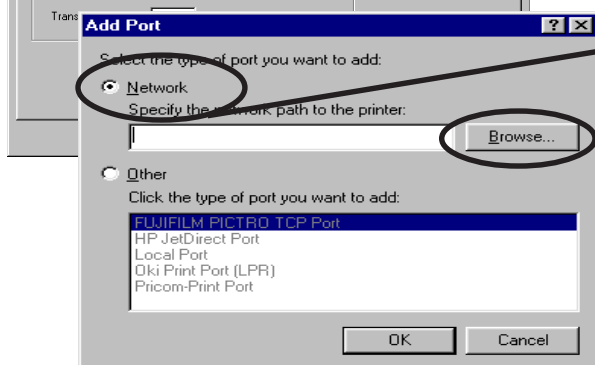 Trans
Add Port
Select the type of port you want to add:
Network
Specify the network path to the printer:
Browse...
Other
Click the type of port you want to add:
FUJIFILM PICTRO TCP Port
HP JetDirect Port
Local Port
Oki Print Port (LPR)
Pricom-Print Port
OK
Cancel